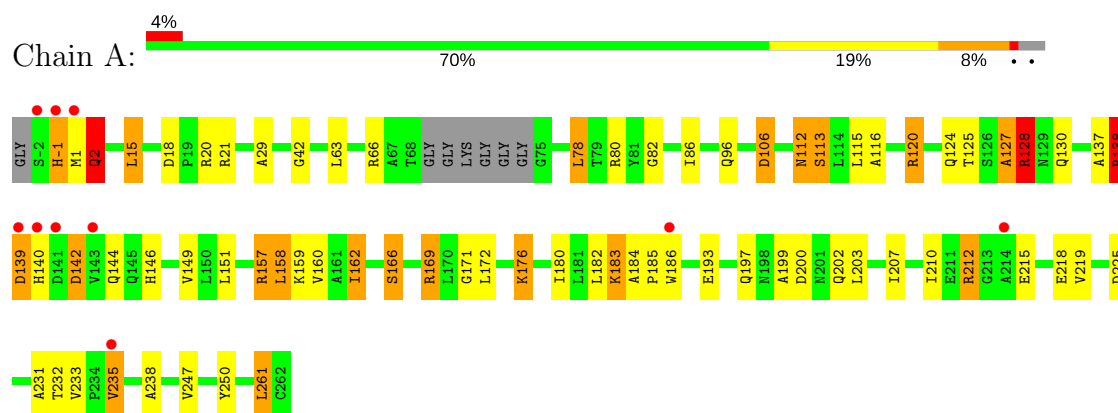 4%
Chain A:
70% 19% 8% • •
GLY S-2 H-1 M1 Q2 L15 D18 P19 R20 R21 A29 G42 L63 R66 A67 T68 GLY GLY LYS GLY GLY GLY G75 L78 T79 R80 Y81 G82 I86 Q96 D106 N112 S113 L114 L115 A116 R120 Q124 T125 S126 A127 R128 N129 Q130 A137
D139 H140 D141 D142 V143 Q144 Q145 H146 V149 L150 L151 R157 L158 K159 V160 A161 I162 S166 R169 L170 G171 L172 K176 I180 L181 L182 K183 A184 P185 W186 E193 Q197 N198 A199 D200 N201 Q202 L203 I207 I210 E211 R212 G213 A214 E215 E218 V219
A231 T232 V233 P234 V235 A238 V247 Y250 L261 C262